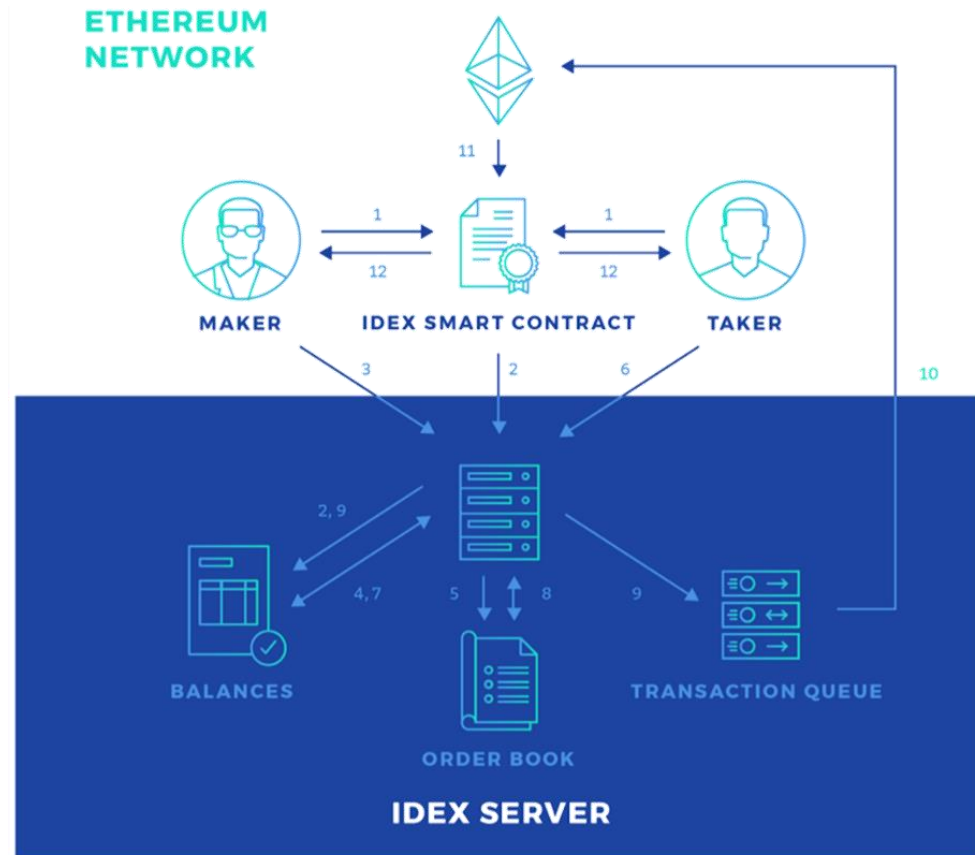 ETHEREUM
NETWORK
11
1
1
12
12
MAKER
IDEX SMART CONTRACT
TAKER
3
2
6
10
2, 9
4, 7
5
8
9
BALANCES
TRANSACTION QUEUE
ORDER BOOK
IDEX SERVER